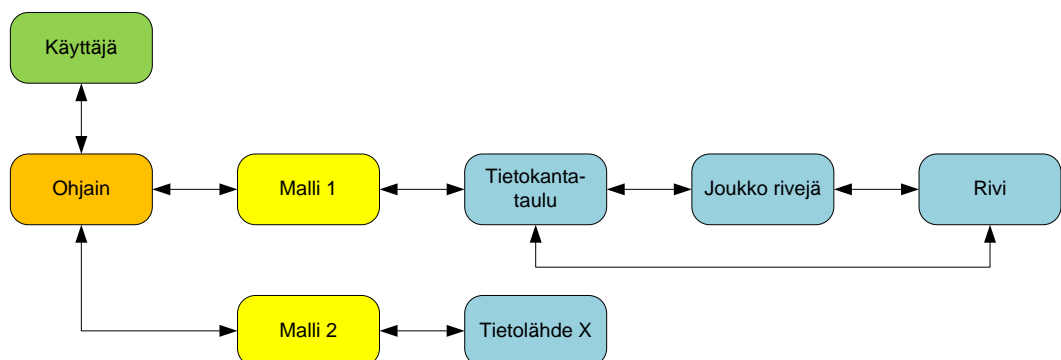 Käyttäjä
Ohjain
Malli 1
Tietokanta-
taulu
Joukko rivejä
Rivi
Malli 2
Tietolähde X